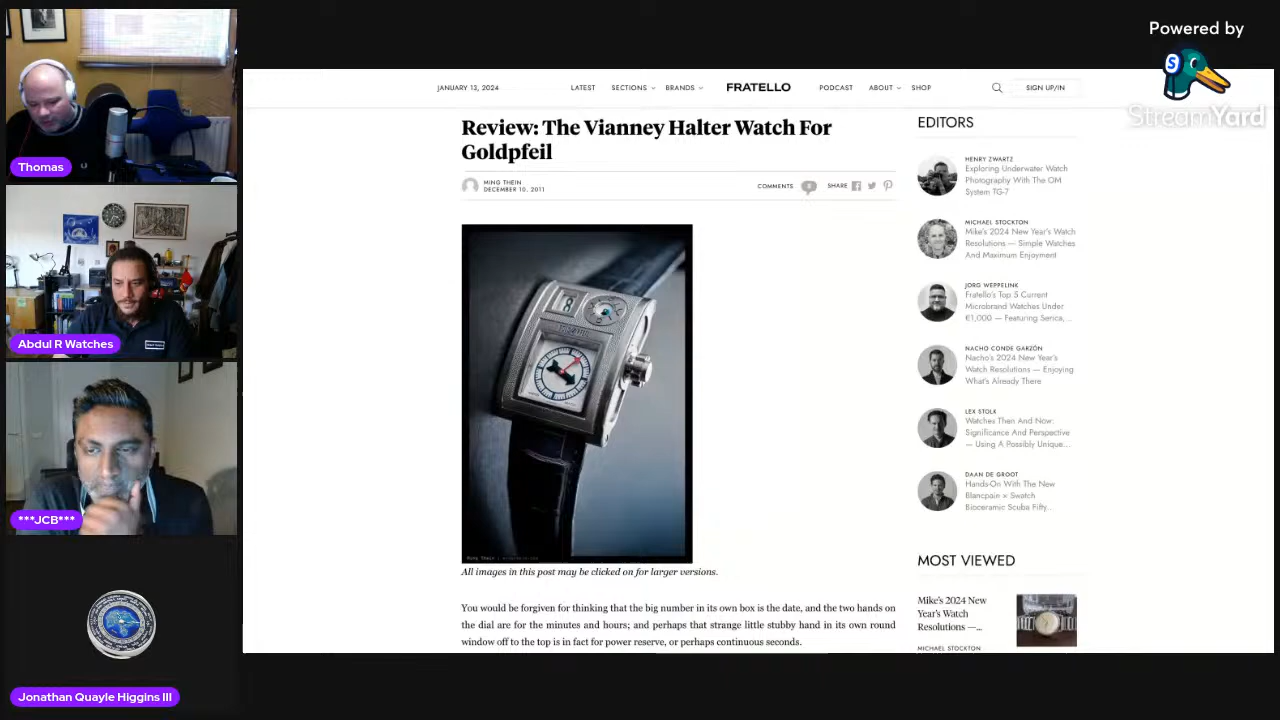 Powered by
StreamYard
Thomas
Abdul R Watches
***JCB***
Jonathan Quayle Higgins III
JANUARY 13, 2024
LATEST
SECTIONS
BRANDS
FRATELLO
PODCAST
ABOUT
SHOP
SIGN UP/IN
Review: The Vianney Halter Watch For
Goldpfeil
MING THEIN
DECEMBER 10, 2011
COMMENTS
SHARE
All images in this post may be clicked on for larger versions.
You would be forgiven for thinking that the big number in its own box is the date, and the two hands on
the dial are for the minutes and hours; and perhaps that strange little stubby hand in its own round
window off to the top is in fact for power reserve, or perhaps continuous seconds.
EDITORS
HENRY ZWARTZ
Exploring Underwater Watch
Photography With The OM
System TG-7
MICHAEL STOCKTON
Mike's 2024 New Year's Watch
Resolutions — Simple Watches
And Maximum Enjoyment
JORG WEPPELINK
Fratello's Top 5 Current
Microbrand Watches Under
€1,000 — Featuring Serica, ...
NACHO CONDE GARZÓN
Nacho's 2024 New Year's
Watch Resolutions — Enjoying
What's Already There
LEX STOLK
Watches Then And Now:
Significance And Perspective
— Using A Possibly Unique...
DAAN DE GROOT
Hands-On With The New
Blancpain × Swatch
Bioceramic Scuba Fifty...
MOST VIEWED
Mike's 2024 New
Year's Watch
Resolutions —...
MICHAEL STOCKTON